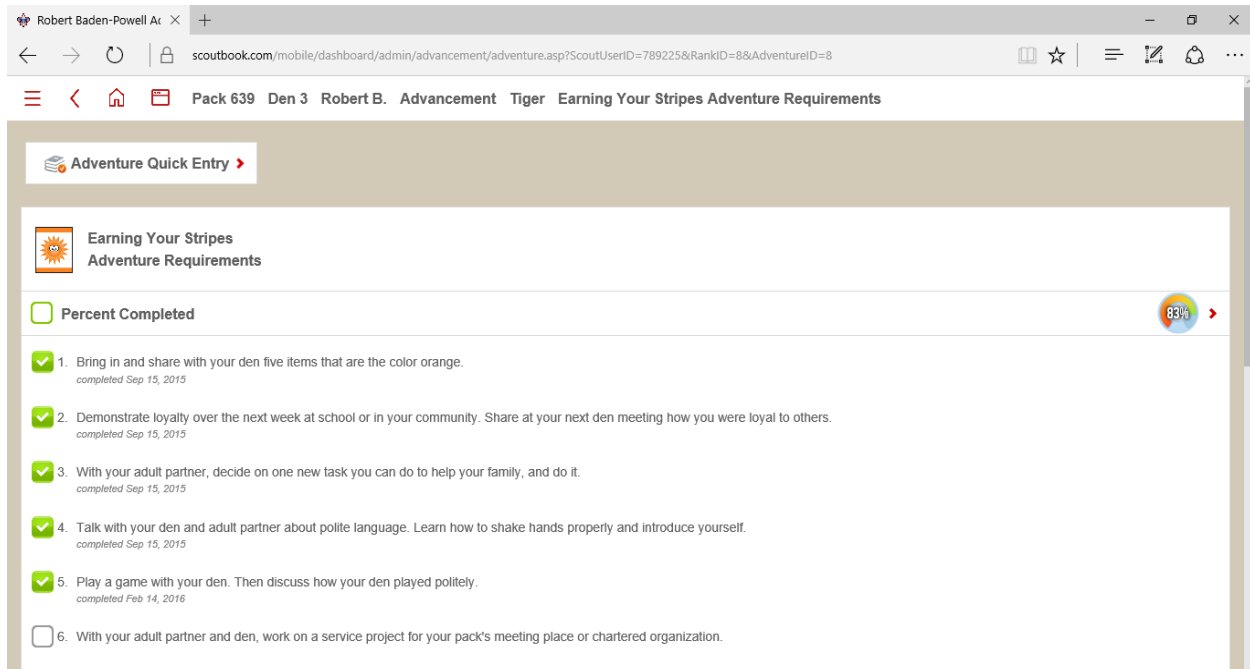 Robert Baden-Powell Ac
scoutbook.com/mobile/dashboard/admin/advancement/adventure.asp?ScoutUserID=789225&RankID=8&AdventureID=8
Pack 639 Den 3 Robert B. Advancement Tiger Earning Your Stripes Adventure Requirements
Adventure Quick Entry
Earning Your Stripes
Adventure Requirements
Percent Completed 83%
1. Bring in and share with your den five items that are the color orange.
completed Sep 15, 2015
2. Demonstrate loyalty over the next week at school or in your community. Share at your next den meeting how you were loyal to others.
completed Sep 15, 2015
3. With your adult partner, decide on one new task you can do to help your family, and do it.
completed Sep 15, 2015
4. Talk with your den and adult partner about polite language. Learn how to shake hands properly and introduce yourself.
completed Sep 15, 2015
5. Play a game with your den. Then discuss how your den played politely.
completed Feb 14, 2016
6. With your adult partner and den, work on a service project for your pack's meeting place or chartered organization.